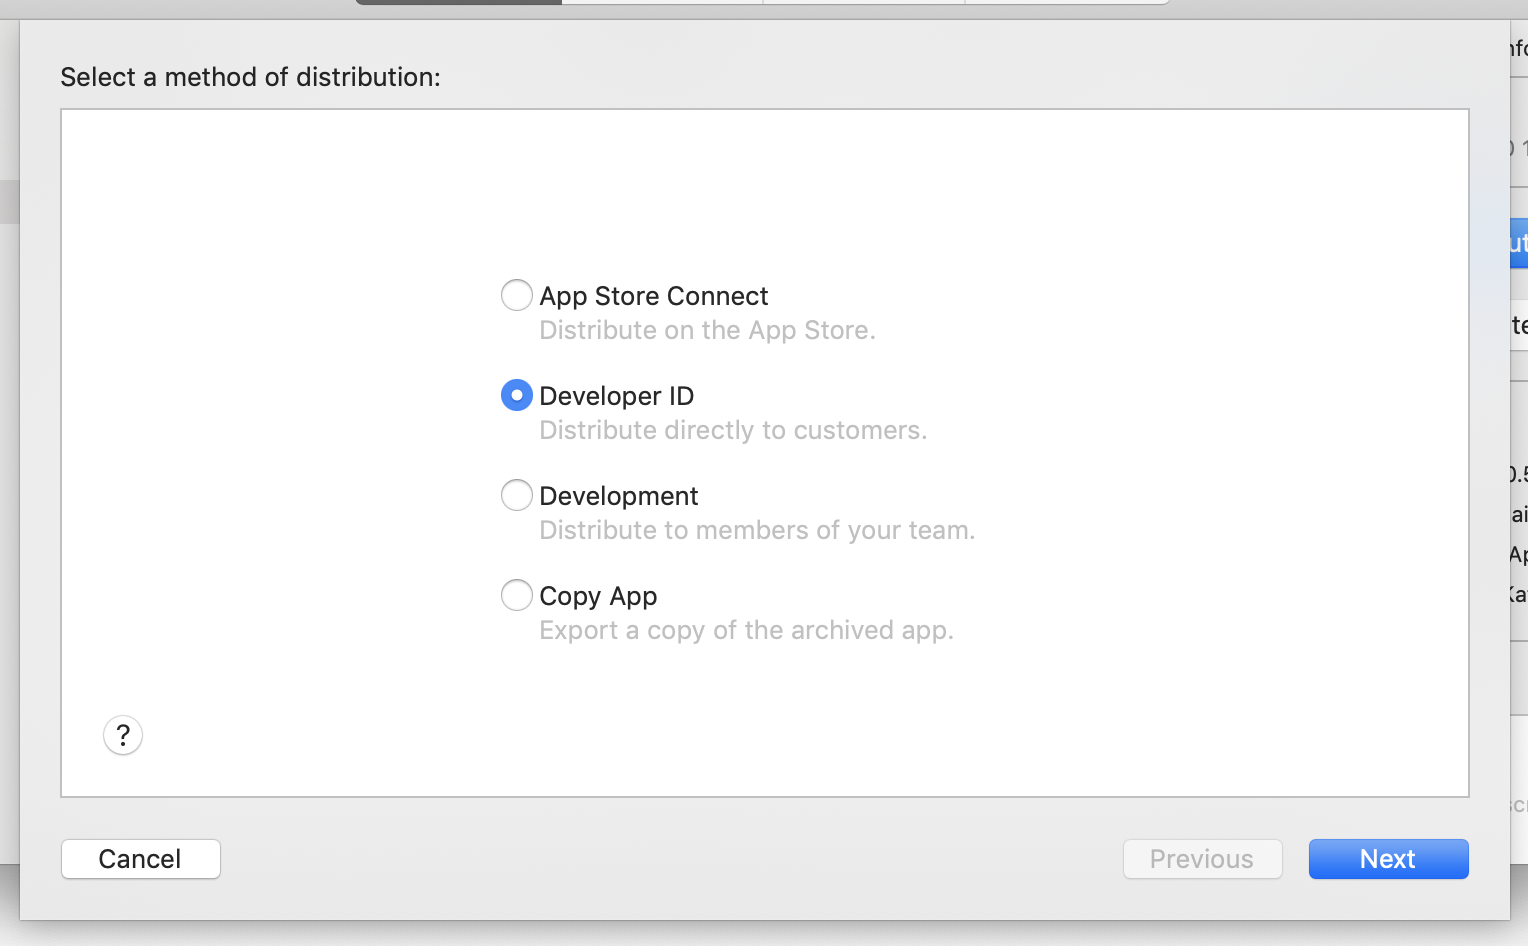 Select a method of distribution:
App Store Connect
Distribute on the App Store.
Developer ID
Distribute directly to customers.
Development
Distribute to members of your team.
Copy App
Export a copy of the archived app.
?
Cancel
Previous
Next